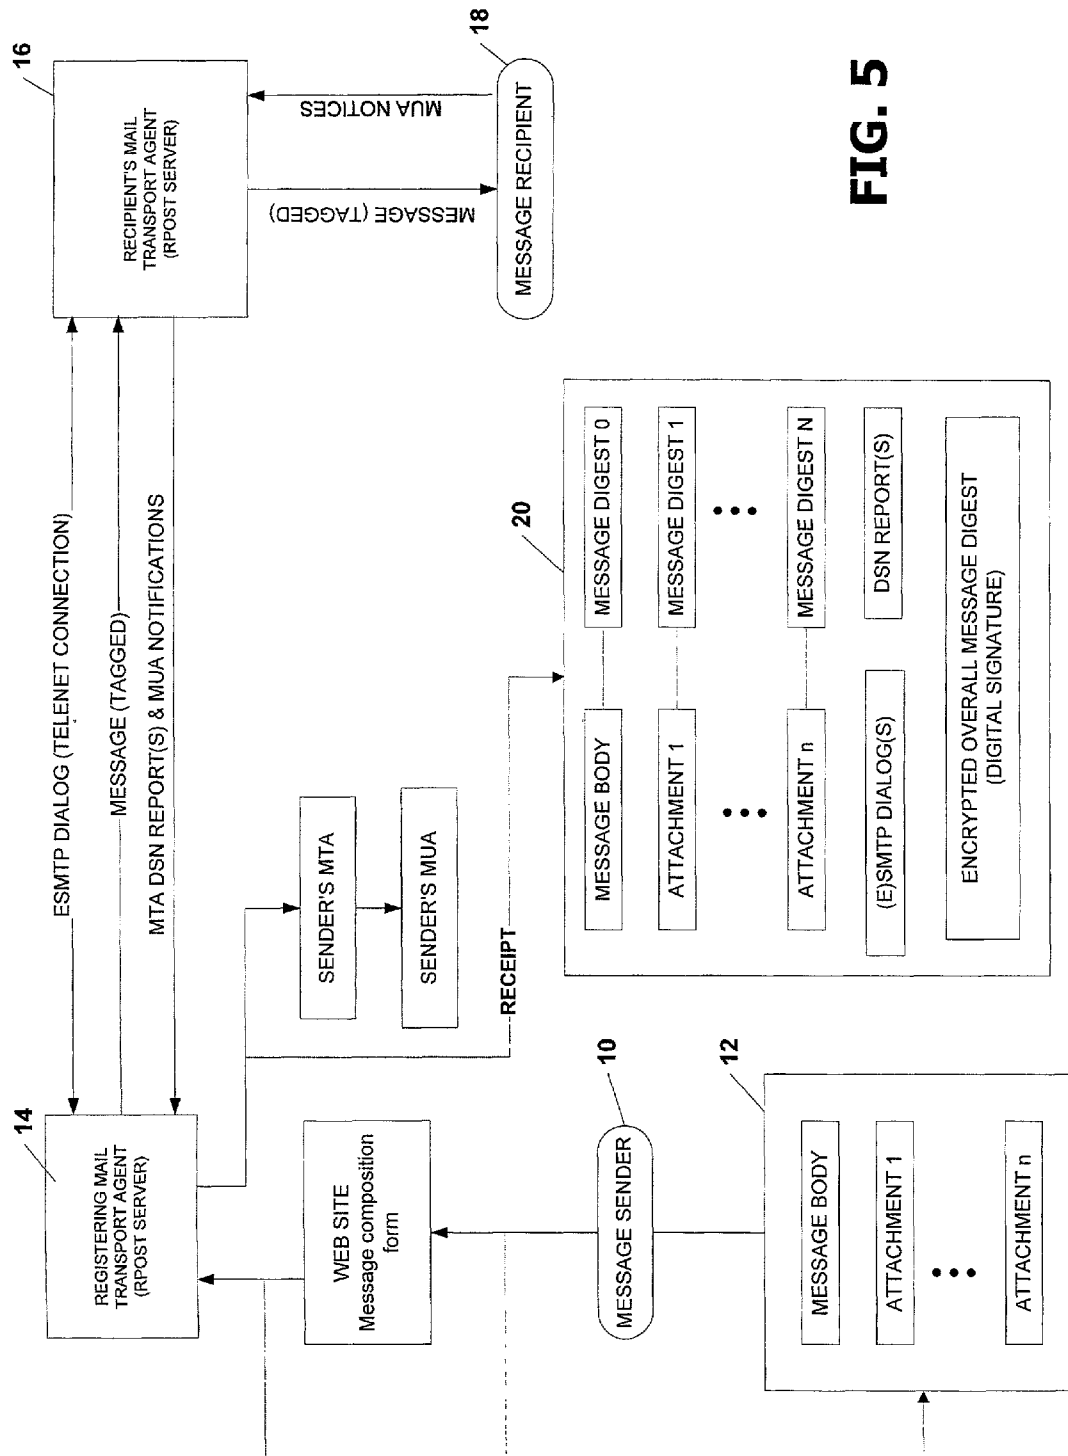 14
REGISTERING MAIL
TRANSPORT AGENT
(RPOST SERVER)
ESMTP DIALOG (TELENET CONNECTION)
MESSAGE (TAGGED)
MTA DSN REPORT(S) & MUA NOTIFICATIONS
16
RECIPIENT'S MAIL
TRANSPORT AGENT
(RPOST SERVER)
MESSAGE (TAGGED)
MUA NOTICES
18
MESSAGE RECIPIENT
WEB SITE
Message composition
form
SENDER'S MTA
SENDER'S MUA
RECEIPT
10
MESSAGE SENDER
12
MESSAGE BODY
ATTACHMENT 1
ATTACHMENT n
20
MESSAGE BODY
MESSAGE DIGEST 0
ATTACHMENT 1
MESSAGE DIGEST 1
ATTACHMENT n
MESSAGE DIGEST N
(E)SMTP DIALOG(S)
DSN REPORT(S)
ENCRYPTED OVERALL MESSAGE DIGEST
(DIGITAL SIGNATURE)
FIG. 5